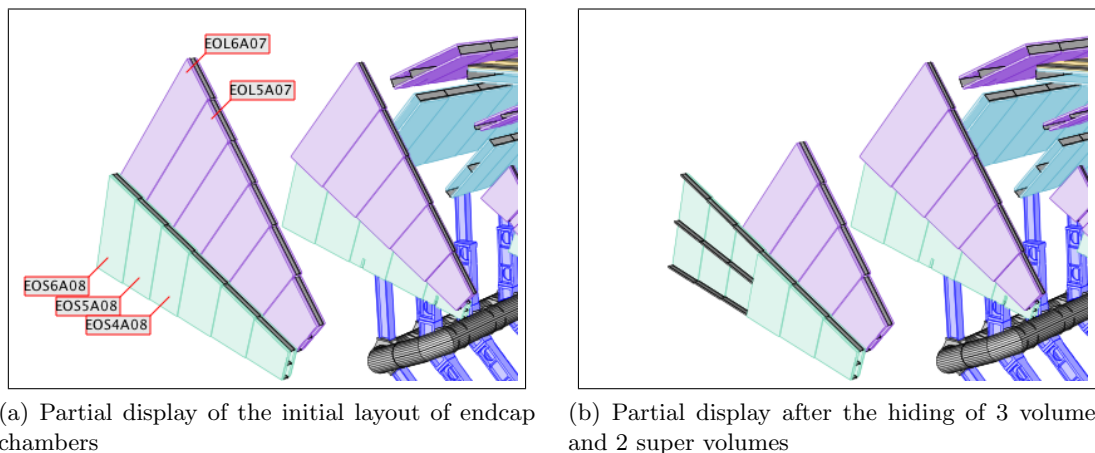 EOL6A07
EOL5A07
EOS6A08
EOS5A08
EOS4A08
(a) Partial display of the initial layout of endcap
chambers
(b) Partial display after the hiding of 3 volume
and 2 super volumes